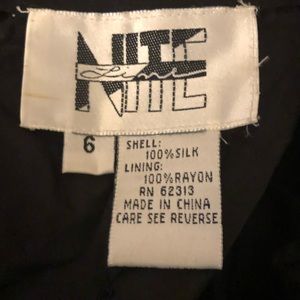 NITE
Line
6
SHELL:
100%SILK
LINING:
100%RAYON
RN 62313
MADE IN CHINA
CARE SEE REVERSE